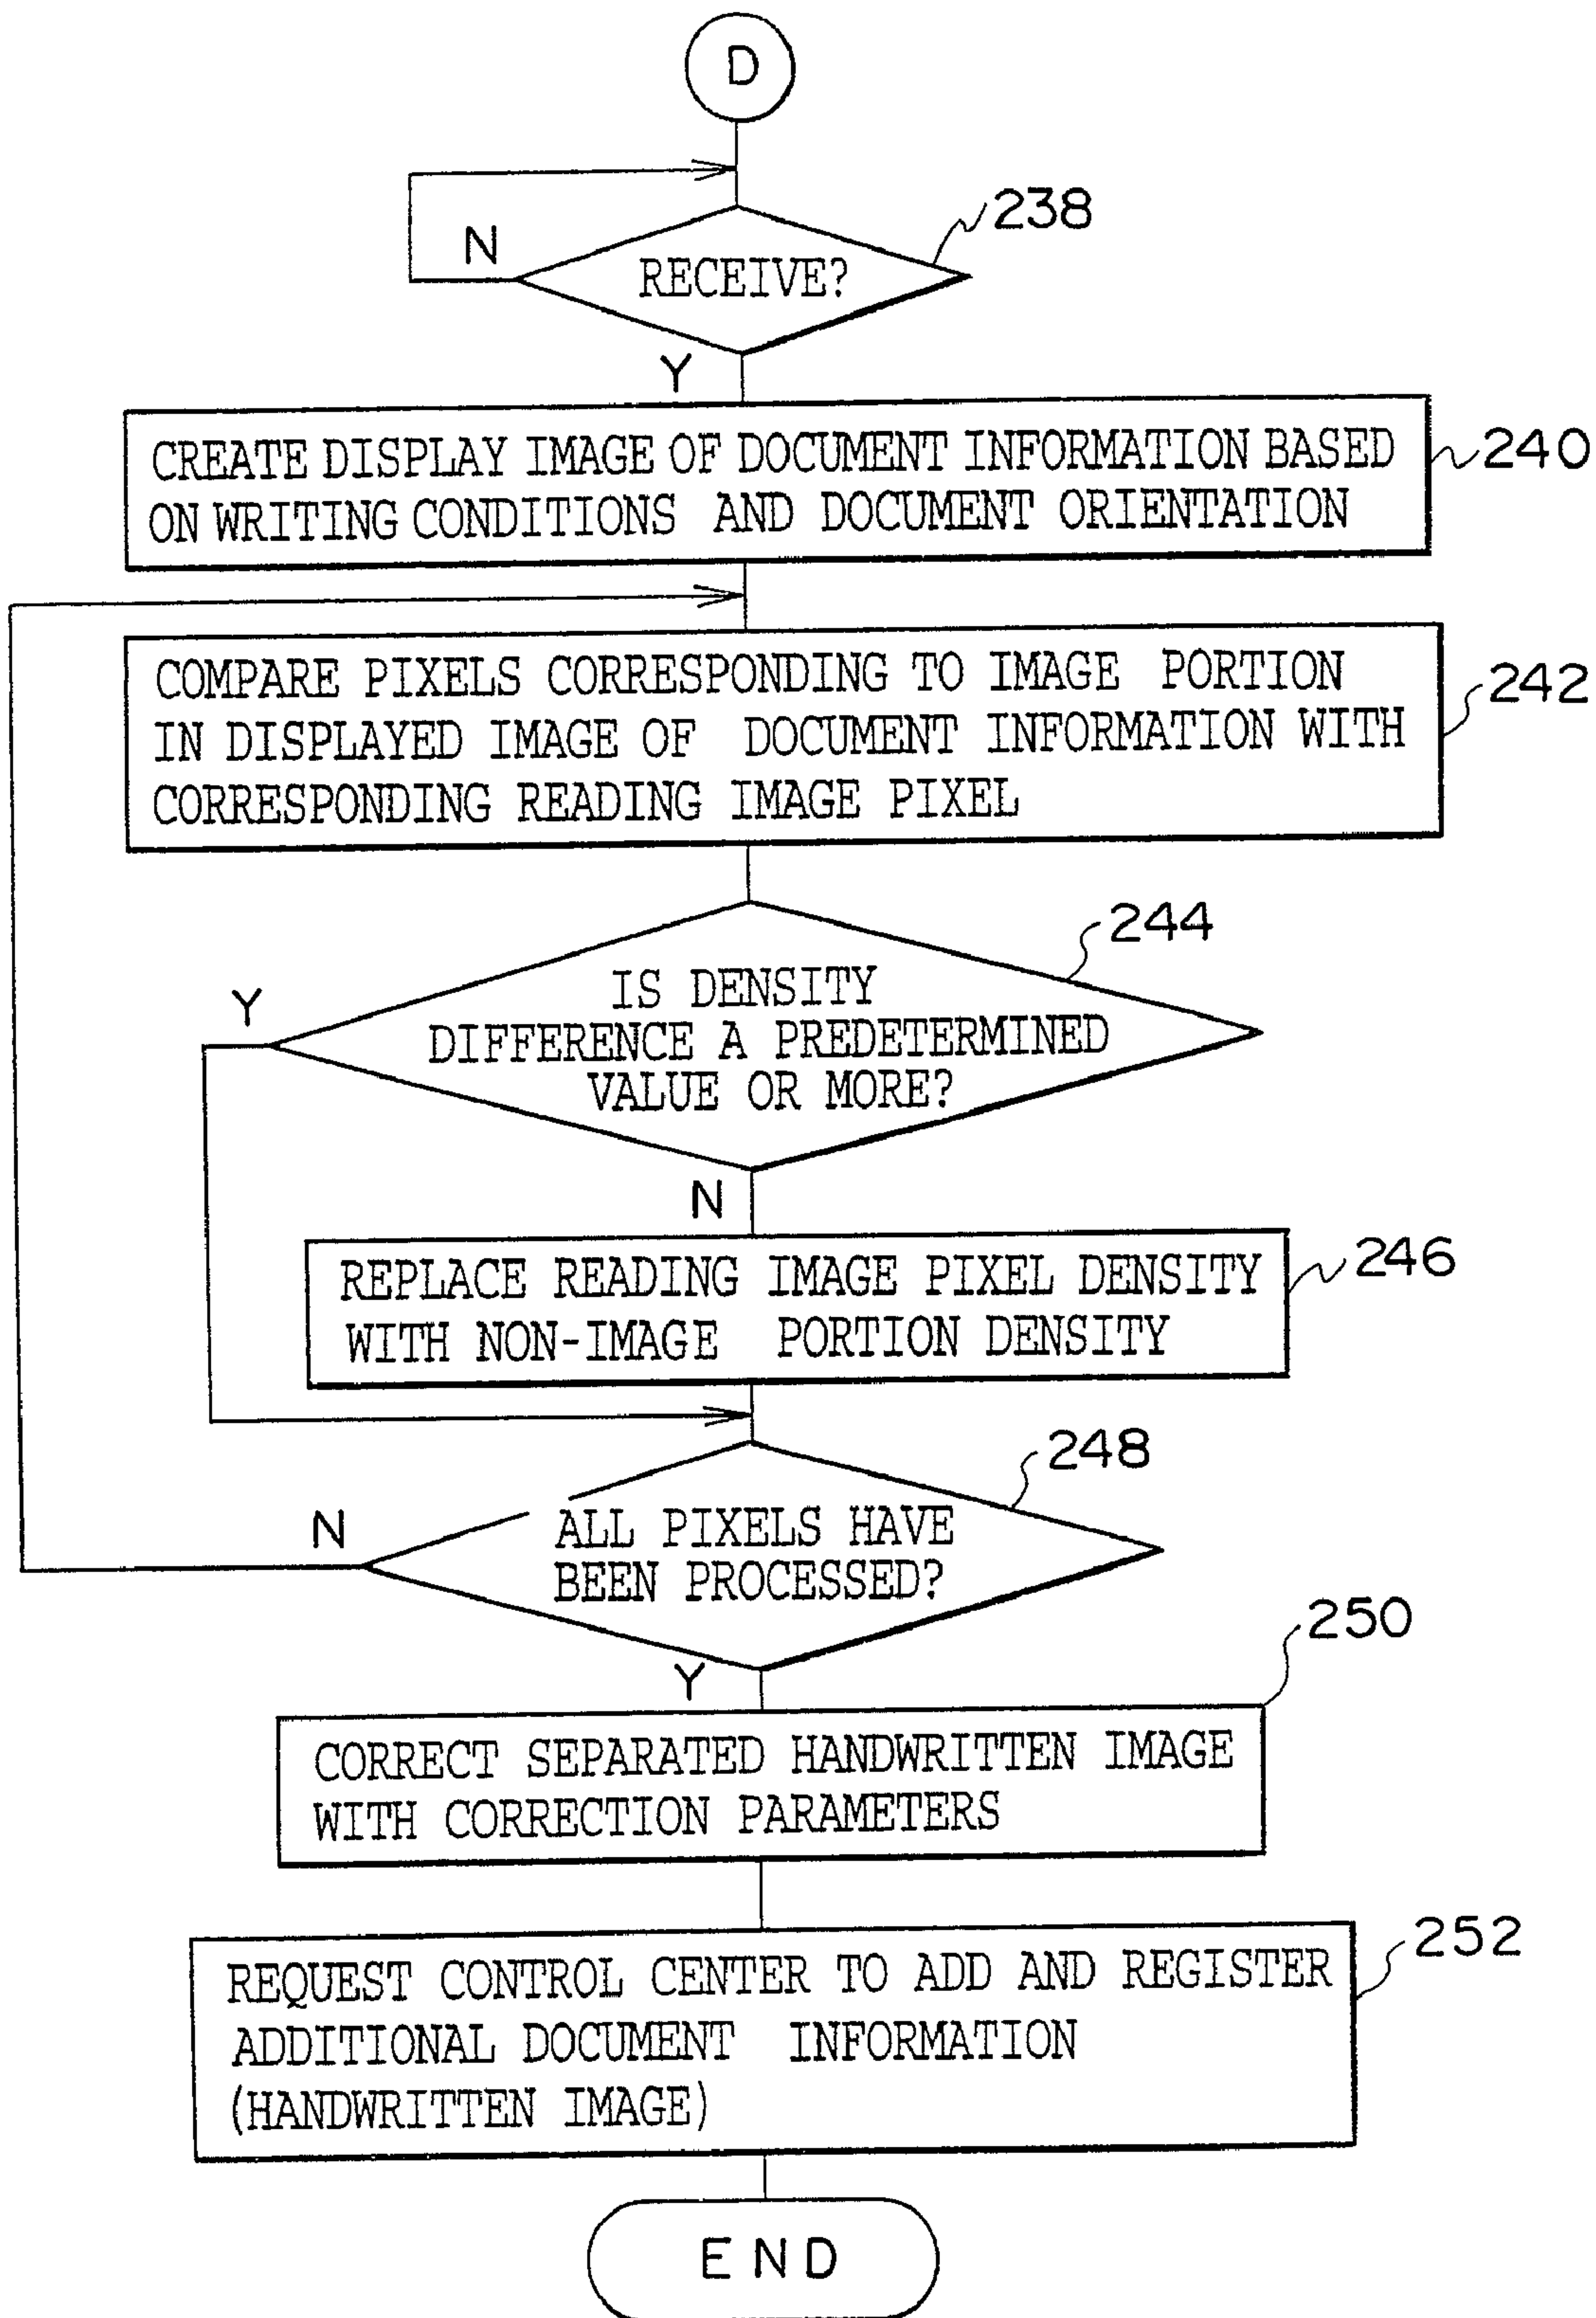 D
238
N
RECEIVE?
Y
CREATE DISPLAY IMAGE OF DOCUMENT INFORMATION BASED
ON WRITING CONDITIONS AND DOCUMENT ORIENTATION
240
COMPARE PIXELS CORRESPONDING TO IMAGE PORTION
IN DISPLAYED IMAGE OF DOCUMENT INFORMATION WITH
CORRESPONDING READING IMAGE PIXEL
242
244
Y
IS DENSITY
DIFFERENCE A PREDETERMINED
VALUE OR MORE?
N
REPLACE READING IMAGE PIXEL DENSITY
WITH NON-IMAGE PORTION DENSITY
246
248
N
ALL PIXELS HAVE
BEEN PROCESSED?
Y
250
CORRECT SEPARATED HANDWRITTEN IMAGE
WITH CORRECTION PARAMETERS
252
REQUEST CONTROL CENTER TO ADD AND REGISTER
ADDITIONAL DOCUMENT INFORMATION
(HANDWRITTEN IMAGE)
END